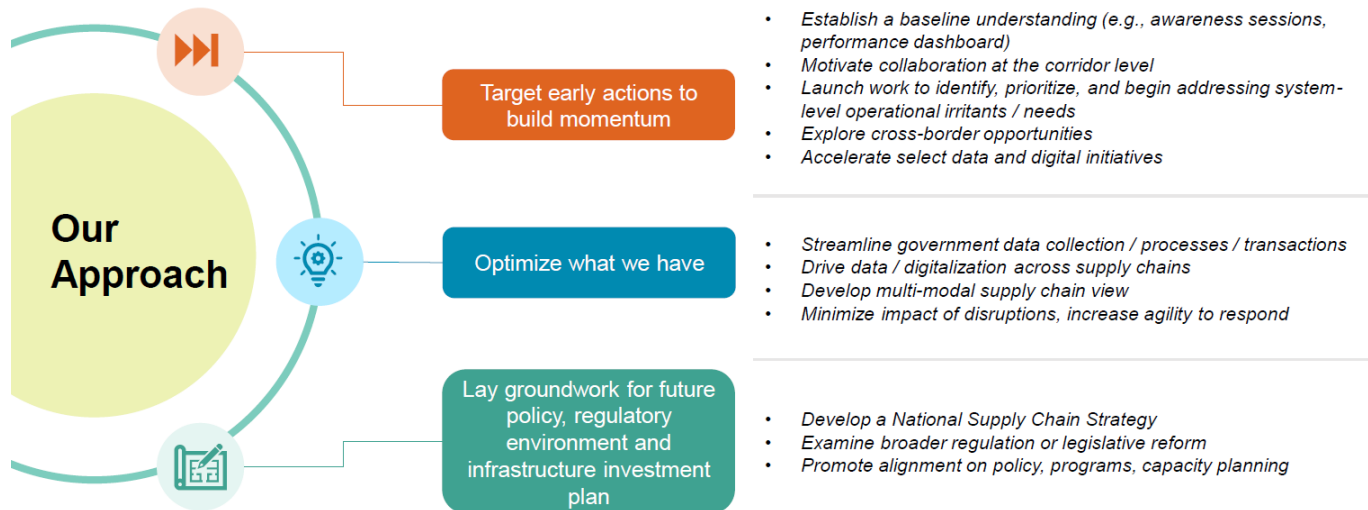 Our
Approach
Target early actions to
build momentum
• Establish a baseline understanding (e.g., awareness sessions,
performance dashboard)
• Motivate collaboration at the corridor level
• Launch work to identify, prioritize, and begin addressing system-
level operational irritants / needs
• Explore cross-border opportunities
• Accelerate select data and digital initiatives
Optimize what we have
• Streamline government data collection / processes / transactions
• Drive data / digitalization across supply chains
• Develop multi-modal supply chain view
• Minimize impact of disruptions, increase agility to respond
Lay groundwork for future
policy, regulatory
environment and
infrastructure investment
plan
• Develop a National Supply Chain Strategy
• Examine broader regulation or legislative reform
• Promote alignment on policy, programs, capacity planning